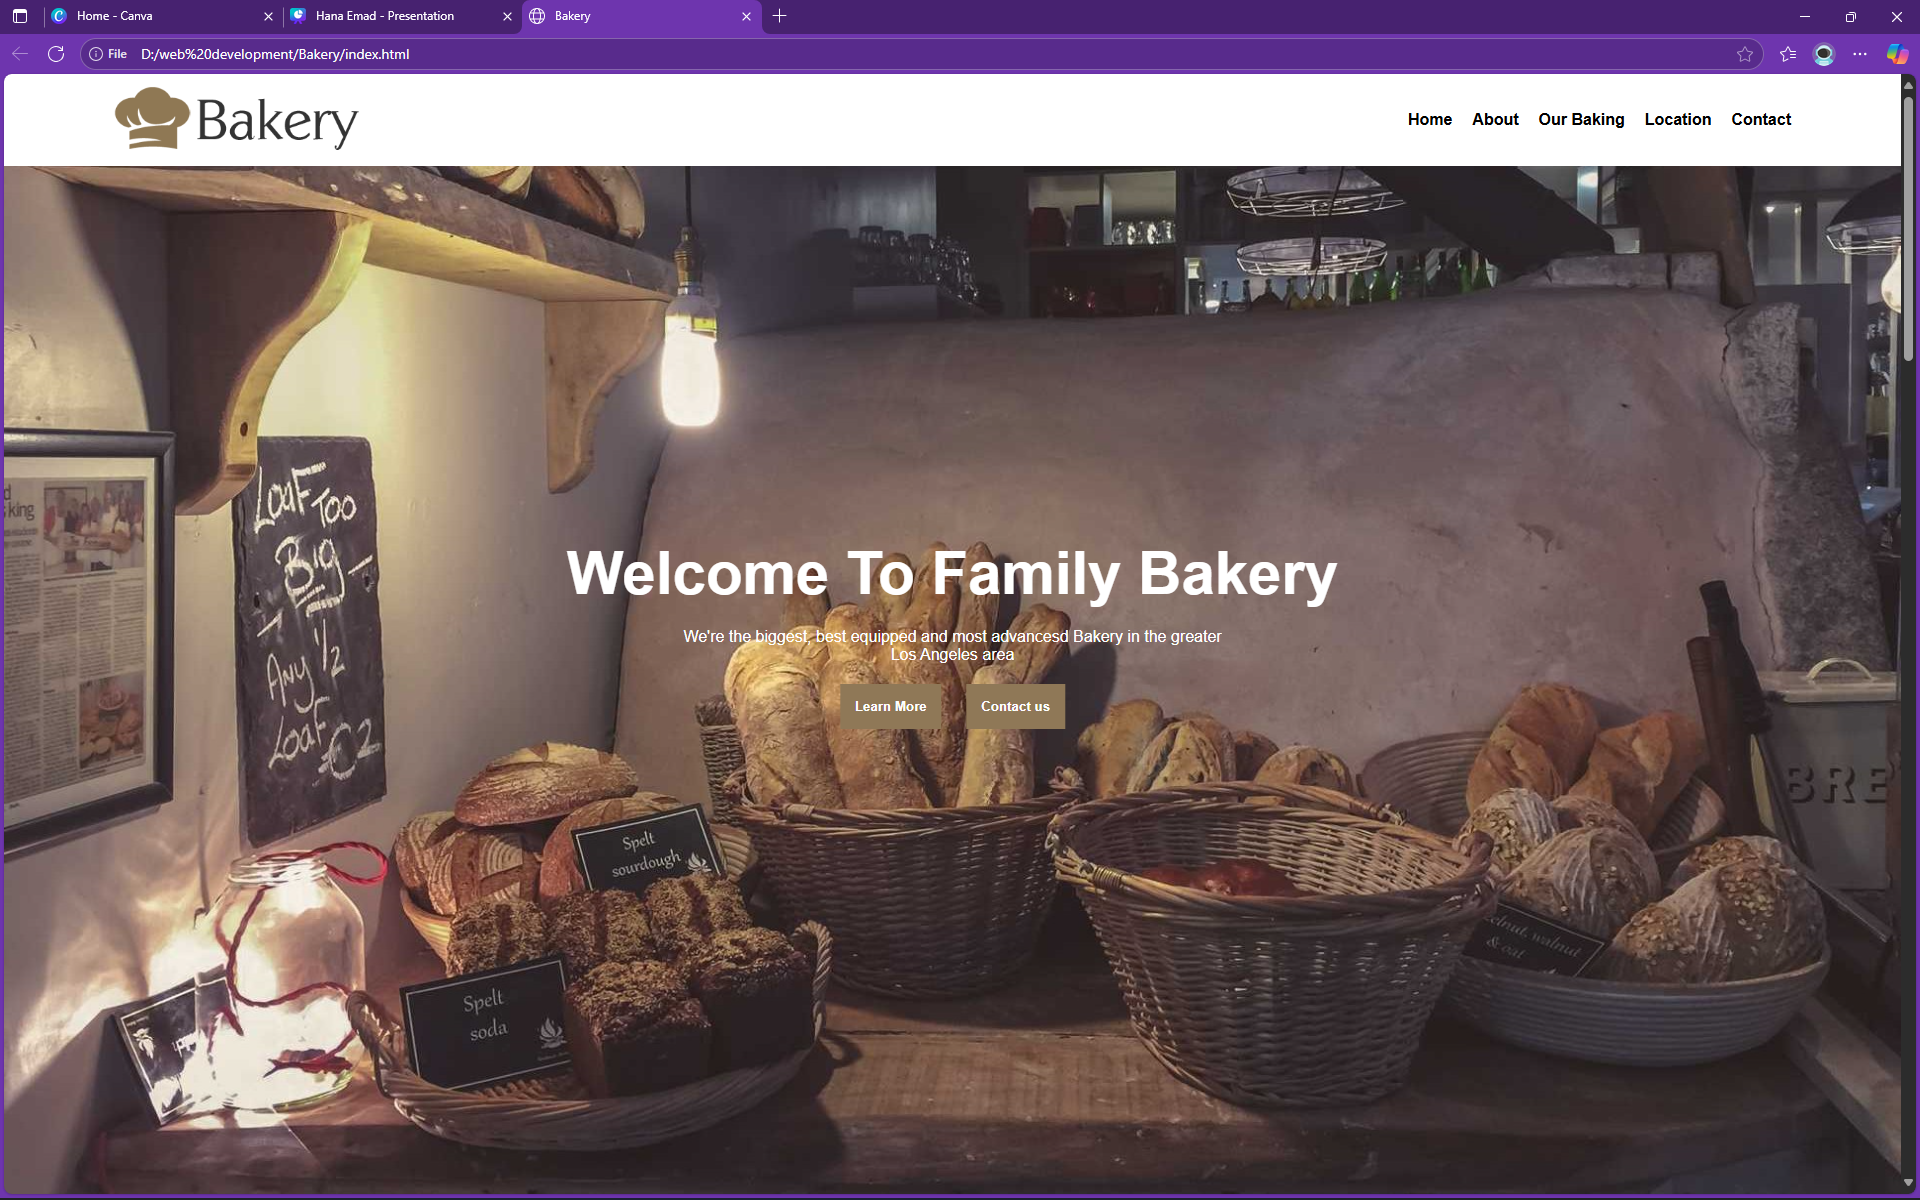 Home - Canva
Hana Emad - Presentation
Bakery
File
D:/web%20development/Bakery/index.html
Bakery
Home
About
Our Baking
Location
Contact
king
LOAF TOO
BIG
ANY 1/2
LOAF €2
Welcome To Family Bakery
We're the biggest, best equipped and most advancesd Bakery in the greater
Los Angeles area
Learn More
Contact us
BRE
Spelt
sourdough
walnut
& oat
Spelt
soda